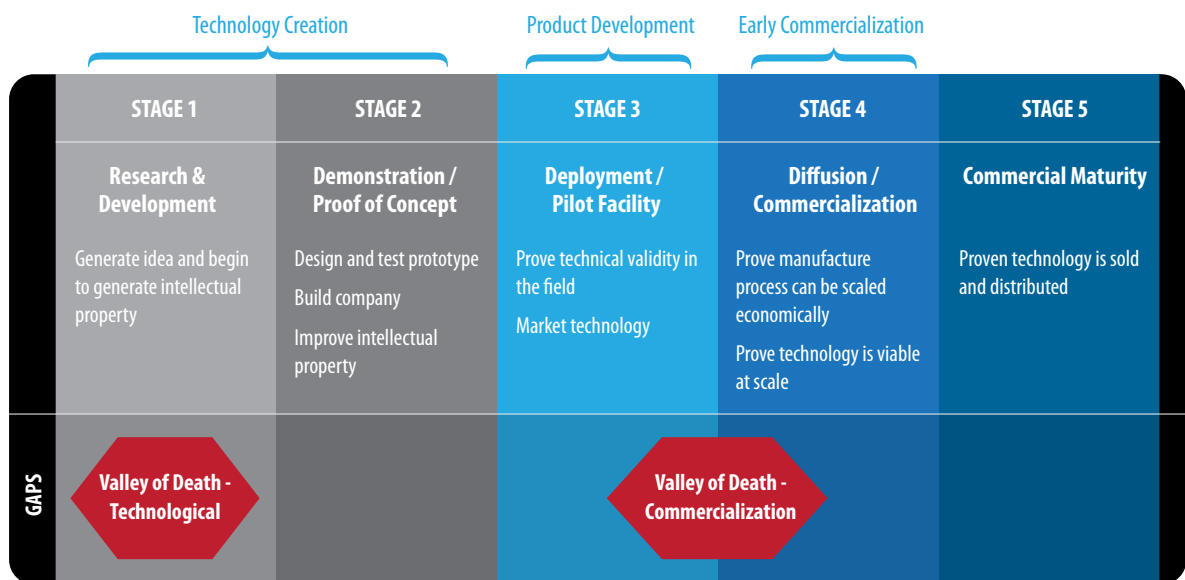 Technology Creation
Product Development
Early Commercialization
STAGE 1
STAGE 2
STAGE 3
STAGE 4
STAGE 5
Research &
Development
Demonstration /
Proof of Concept
Deployment /
Pilot Facility
Diffusion /
Commercialization
Commercial Maturity
Generate idea and begin
to generate intellectual
property
Design and test prototype
Build company
Improve intellectual
property
Prove technical validity in
the field
Market technology
Prove manufacture
process can be scaled
economically
Prove technology is viable
at scale
Proven technology is sold
and distributed
GAPS
Valley of Death -
Technological
Valley of Death -
Commercialization